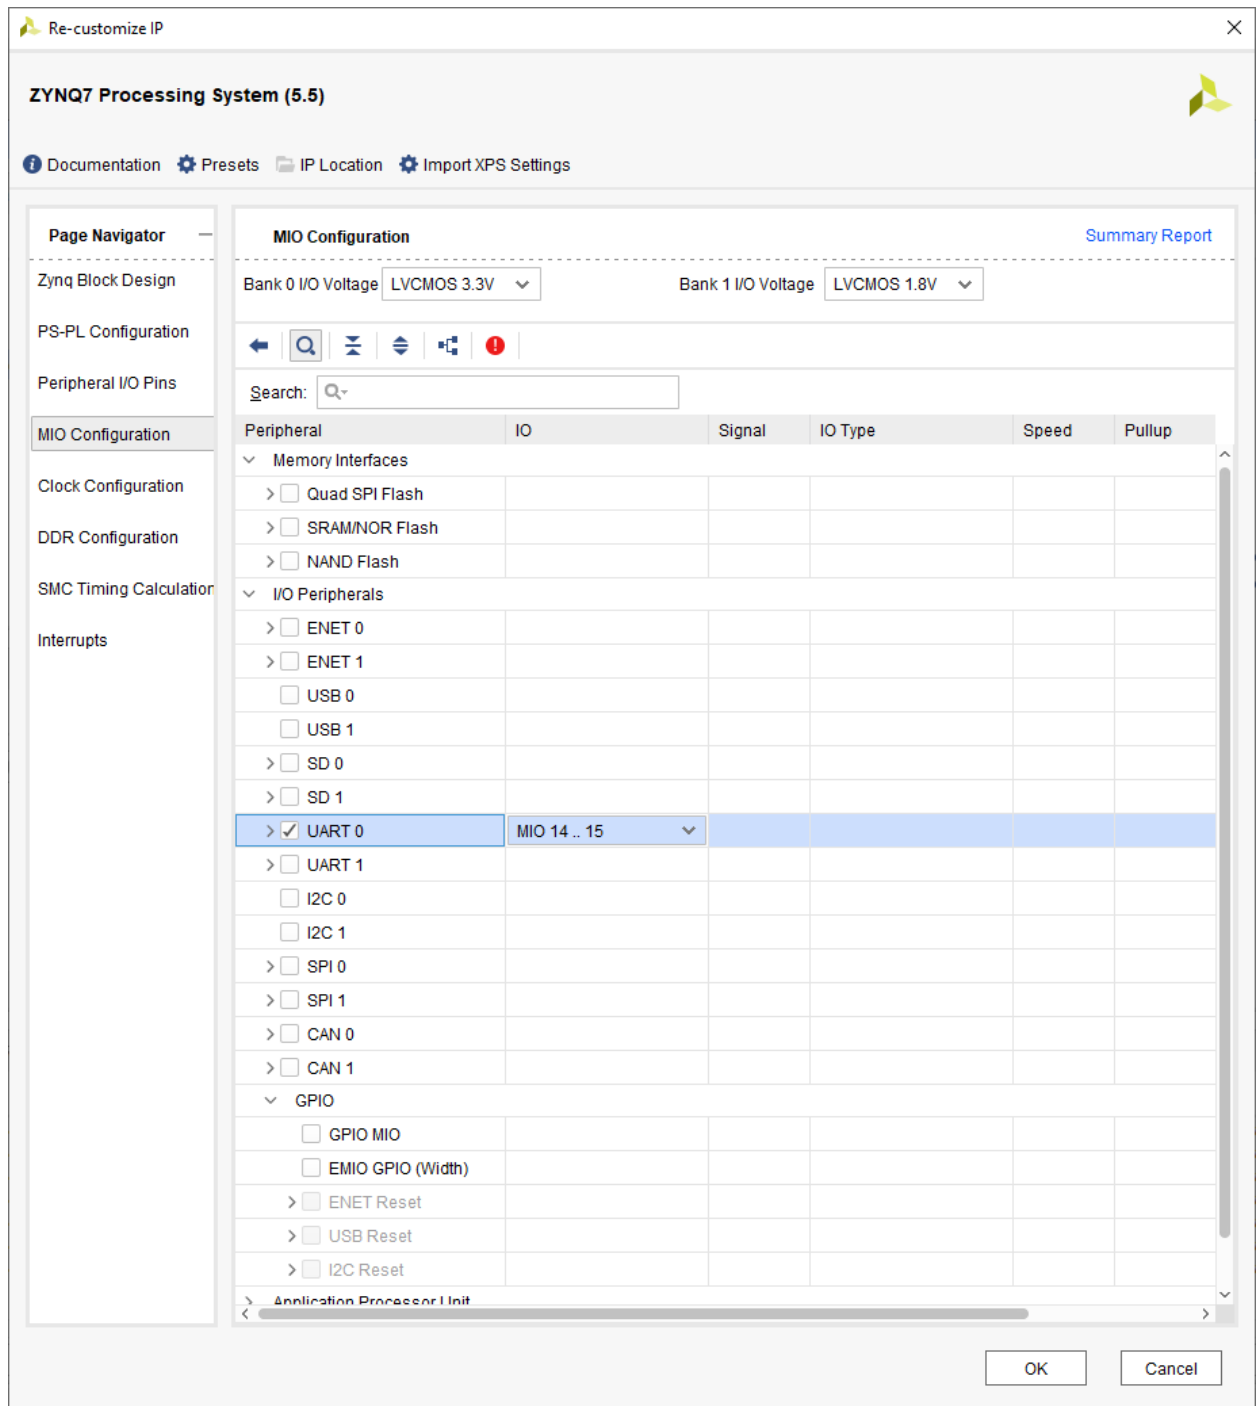 Re-customize IP
ZYNQ7 Processing System (5.5)
Documentation Presets IP Location Import XPS Settings
Page Navigator
Zynq Block Design
PS-PL Configuration
Peripheral I/O Pins
MIO Configuration
Clock Configuration
DDR Configuration
SMC Timing Calculation
Interrupts
MIO Configuration Summary Report
Bank 0 I/O Voltage LVCMOS 3.3V Bank 1 I/O Voltage LVCMOS 1.8V
Search:
Peripheral IO Signal IO Type Speed Pullup
Memory Interfaces
Quad SPI Flash
SRAM/NOR Flash
NAND Flash
I/O Peripherals
ENET 0
ENET 1
USB 0
USB 1
SD 0
SD 1
UART 0 MIO 14 .. 15
UART 1
I2C 0
I2C 1
SPI 0
SPI 1
CAN 0
CAN 1
GPIO
GPIO MIO
EMIO GPIO (Width)
ENET Reset
USB Reset
I2C Reset
Application Processor Unit
OK Cancel